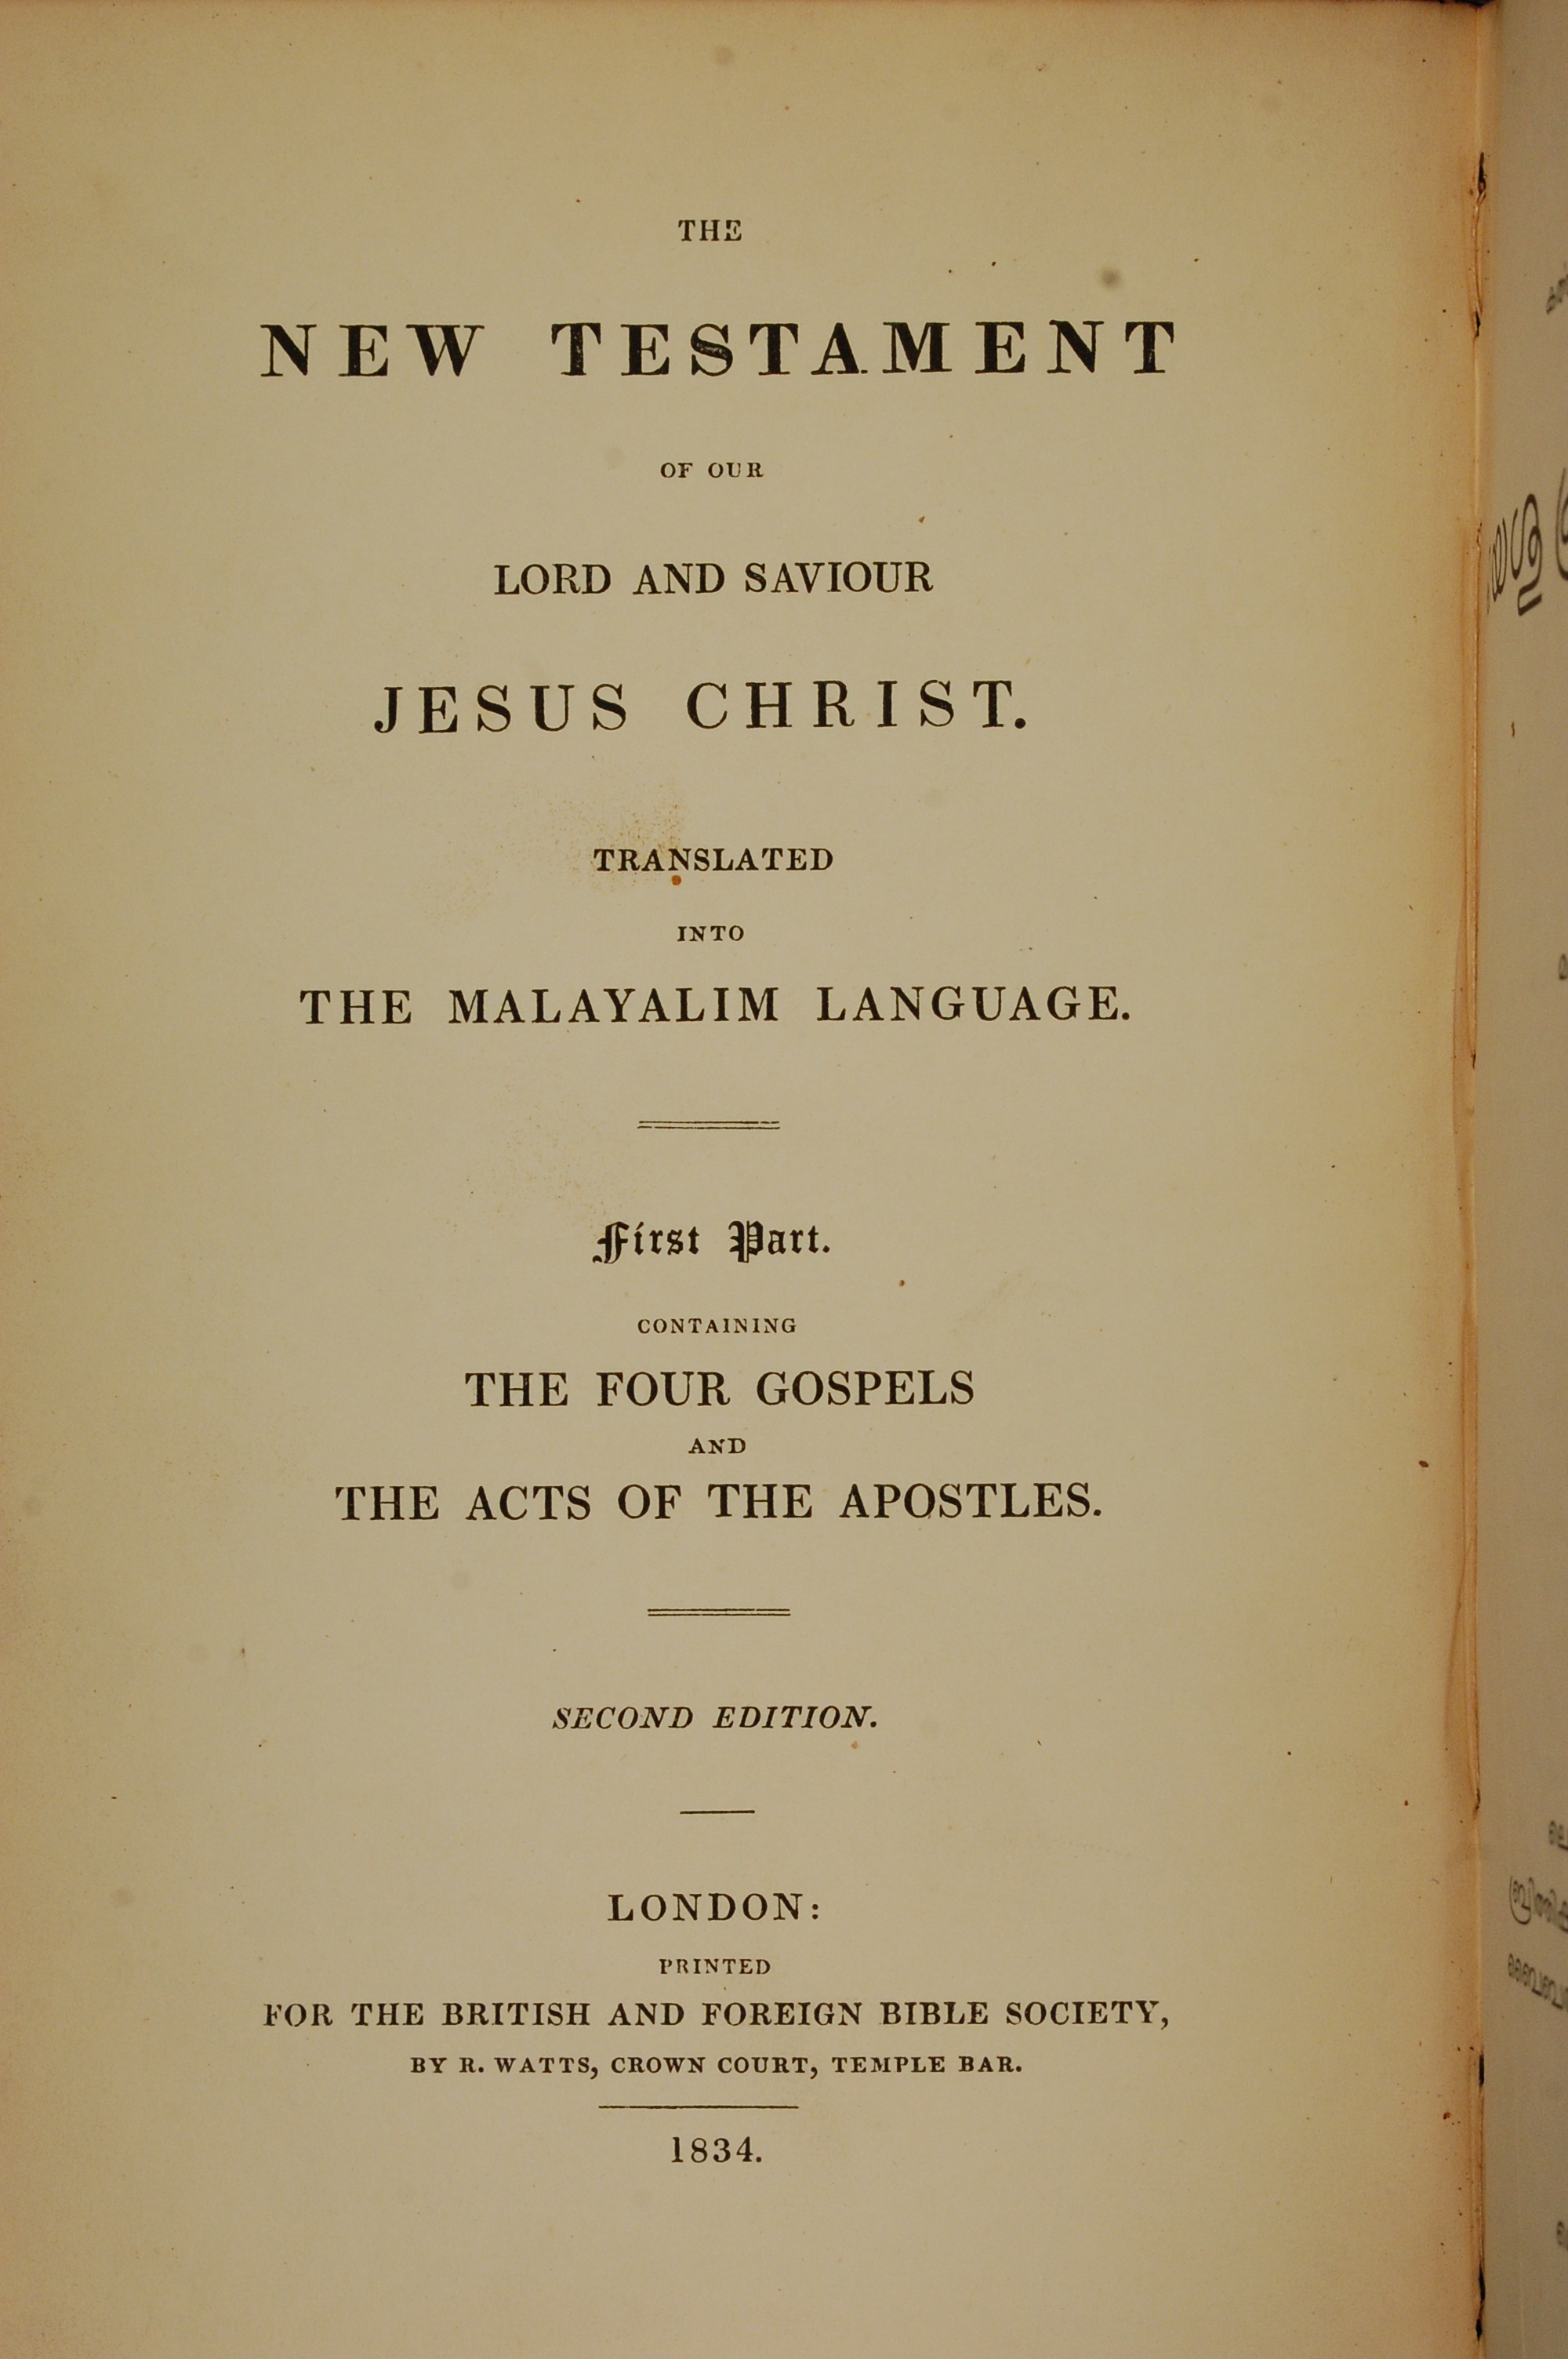 THE
NEW TESTAMENT
OF OUR
LORD AND SAVIOUR
JESUS CHRIST.
TRANSLATED
INTO
THE MALAYALIM LANGUAGE.
First Part.
CONTAINING
THE FOUR GOSPELS
AND
THE ACTS OF THE APOSTLES.
SECOND EDITION.
LONDON:
PRINTED
FOR THE BRITISH AND FOREIGN BIBLE SOCIETY,
BY R. WATTS, CROWN COURT, TEMPLE BAR.
1834.